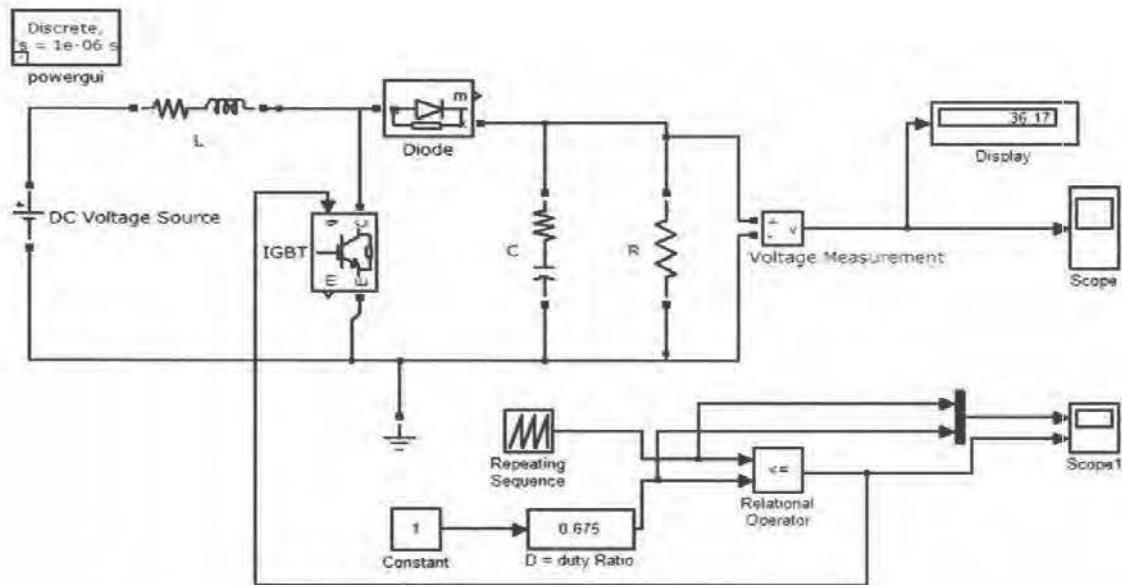 Discrete,
s = 1e-06 s
powergui
L
m
Diode
DC Voltage Source
IGBT
g
C
m
E
C
R
+
-
v
Voltage Measurement
36.17
Display
Scope
Repeating
Sequence
<=
Relational
Operator
Scope1
1
Constant
0.675
D = duty Ratio